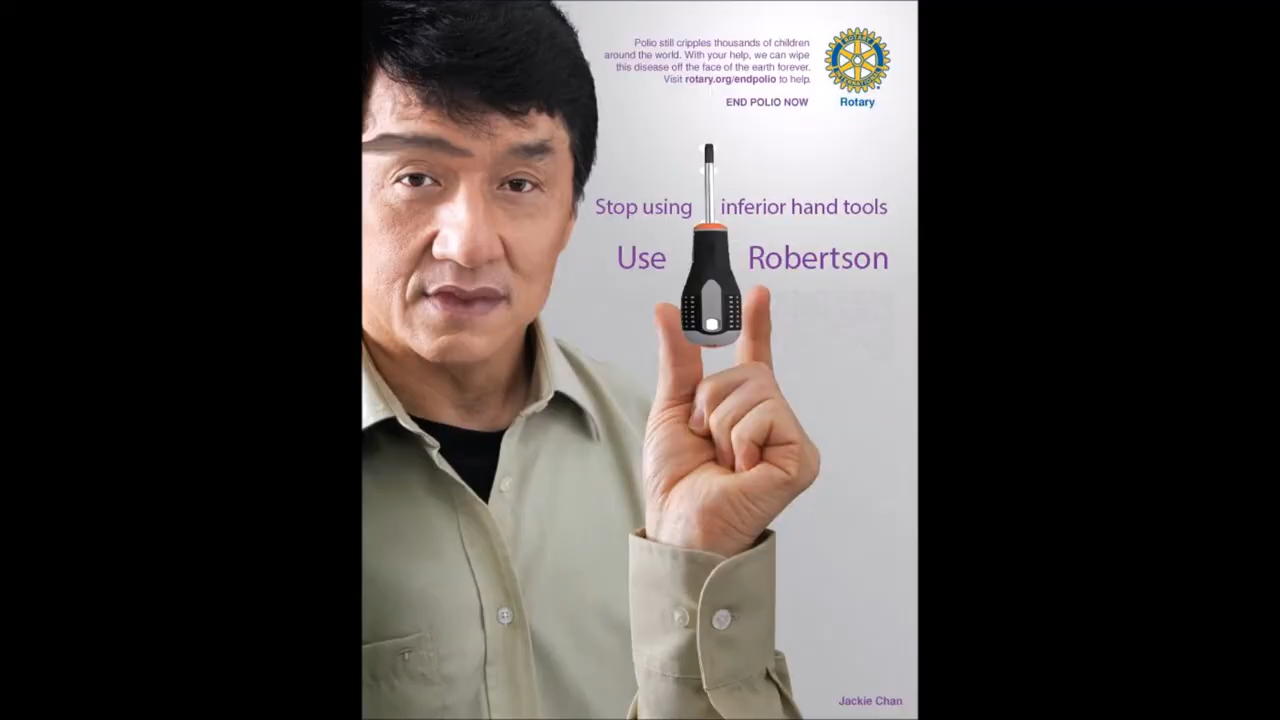 Polio still cripples thousands of children
around the world. With your help, we can wipe
this disease off the face of the earth forever.
Visit rotary.org/endpolio to help.
END POLIO NOW
ROTARY
INTERNATIONAL
Rotary
Stop using inferior hand tools
Use Robertson
Jackie Chan